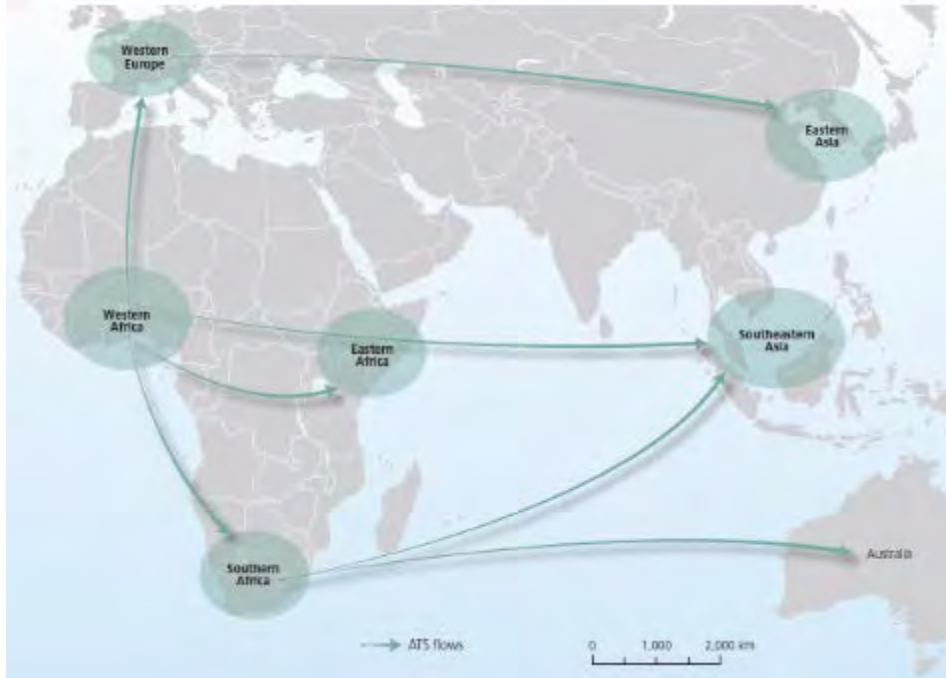 Western
Europe
Eastern
Asia
Western
Africa
Eastern
Africa
Southeastern
Asia
Southern
Africa
Australia
ATS flows
0 1,000 2,000 km